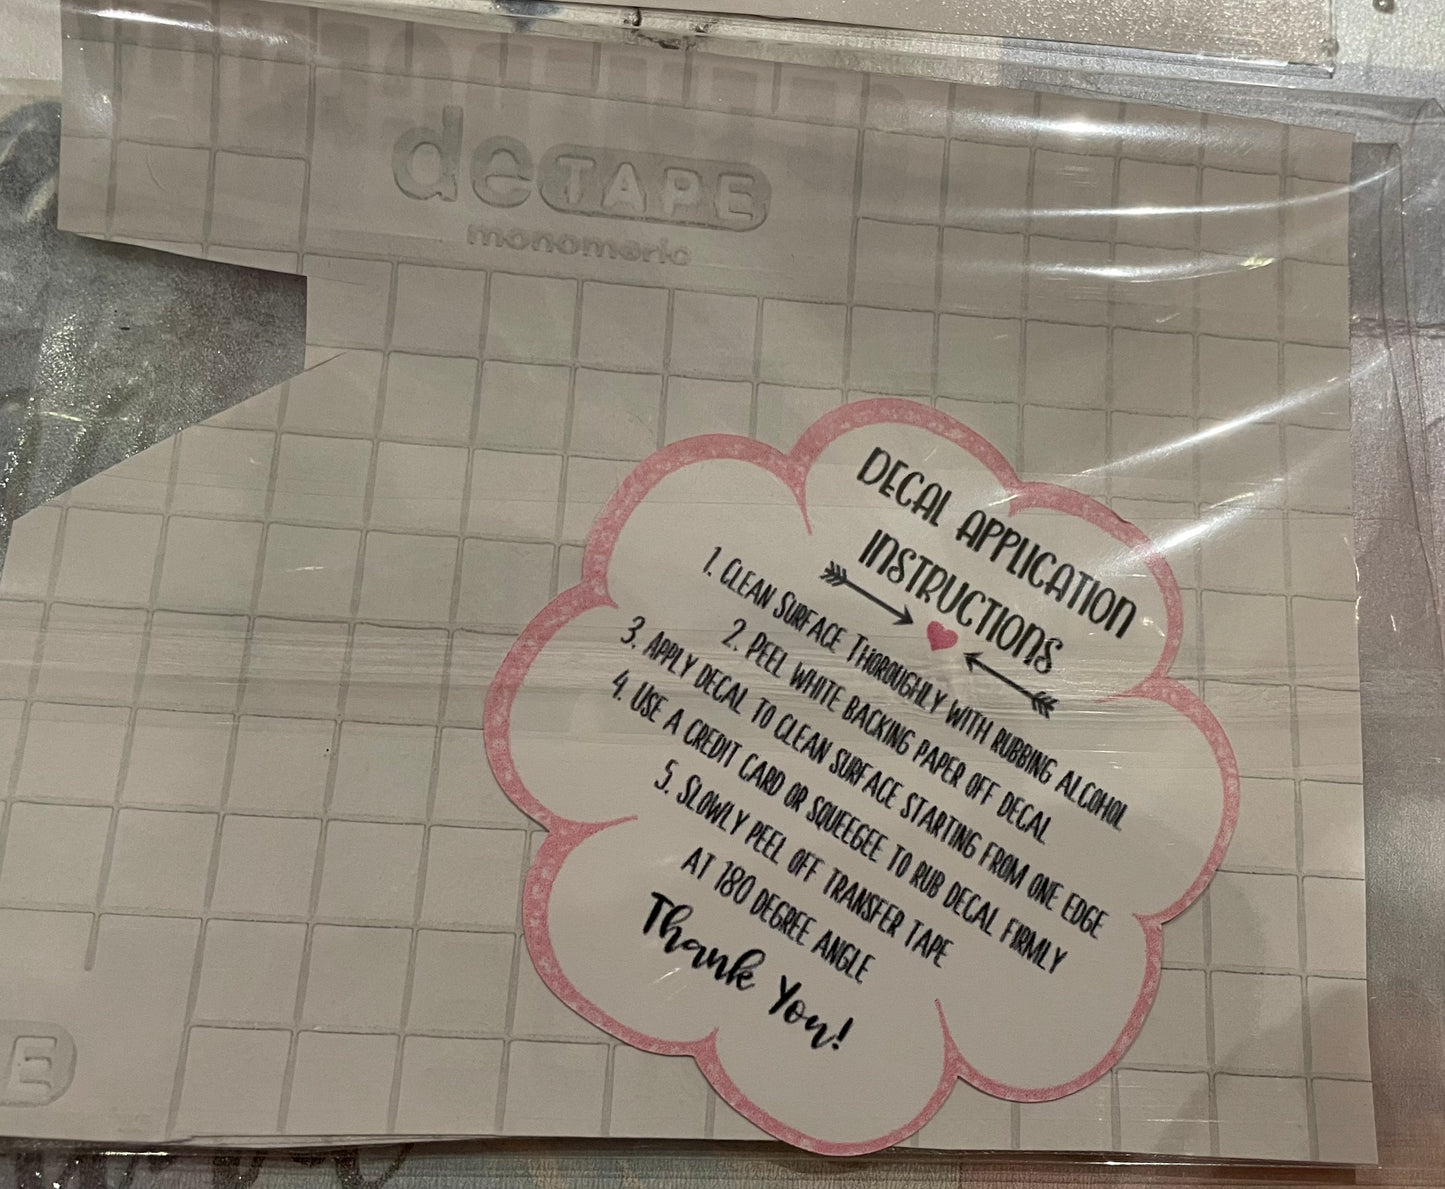 deTAPE
monomeric
DECAL APPLICATION
INSTRUCTIONS
1. CLEAN SURFACE THOROUGHLY WITH RUBBING ALCOHOL
2. PEEL WHITE BACKING PAPER OFF DECAL
3. APPLY DECAL TO CLEAN SURFACE STARTING FROM ONE EDGE
4. USE A CREDIT CARD OR SQUEEGEE TO RUB DECAL FIRMLY
5. SLOWLY PEEL OFF TRANSFER TAPE
AT 180 DEGREE ANGLE
Thank You!
E